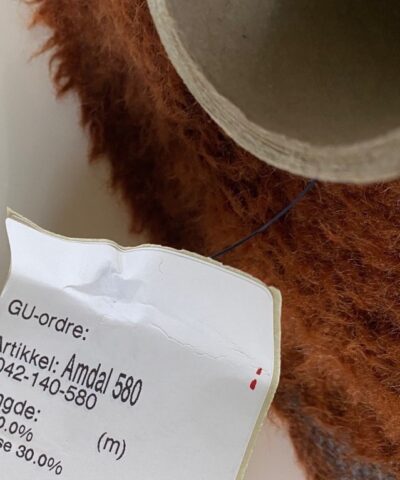 GU-ordre:
Artikkel: Amdal 580
042-140-580
ngde:
(m)
0.0%
se 30.0%